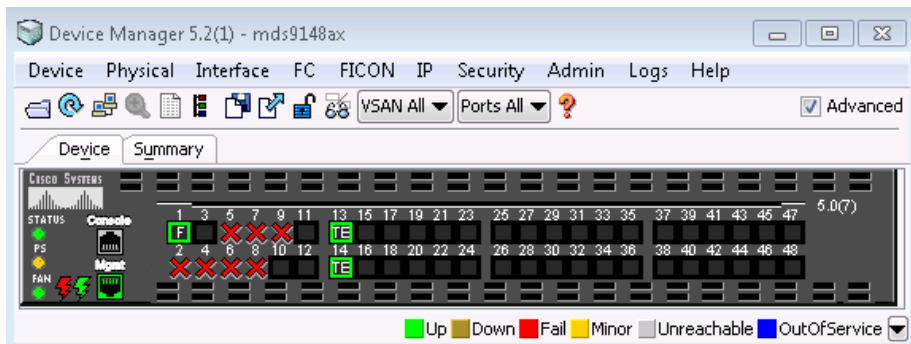 Device Manager 5.2(1) - mds9148ax
Device Physical Interface FC FICON IP Security Admin Logs Help
VSAN All Ports All ? Advanced
Device Summary
CISCO SYSTEMS
5.0(7)
STATUS Console 1 3 5 7 9 11 13 15 17 19 21 23 25 27 29 31 33 35 37 39 41 43 45 47
F TE
PS 2 4 6 8 10 12 14 16 18 20 22 24 26 28 30 32 34 36 38 40 42 44 46 48
Mgmt TE
FAN
Up Down Fail Minor Unreachable OutOfService